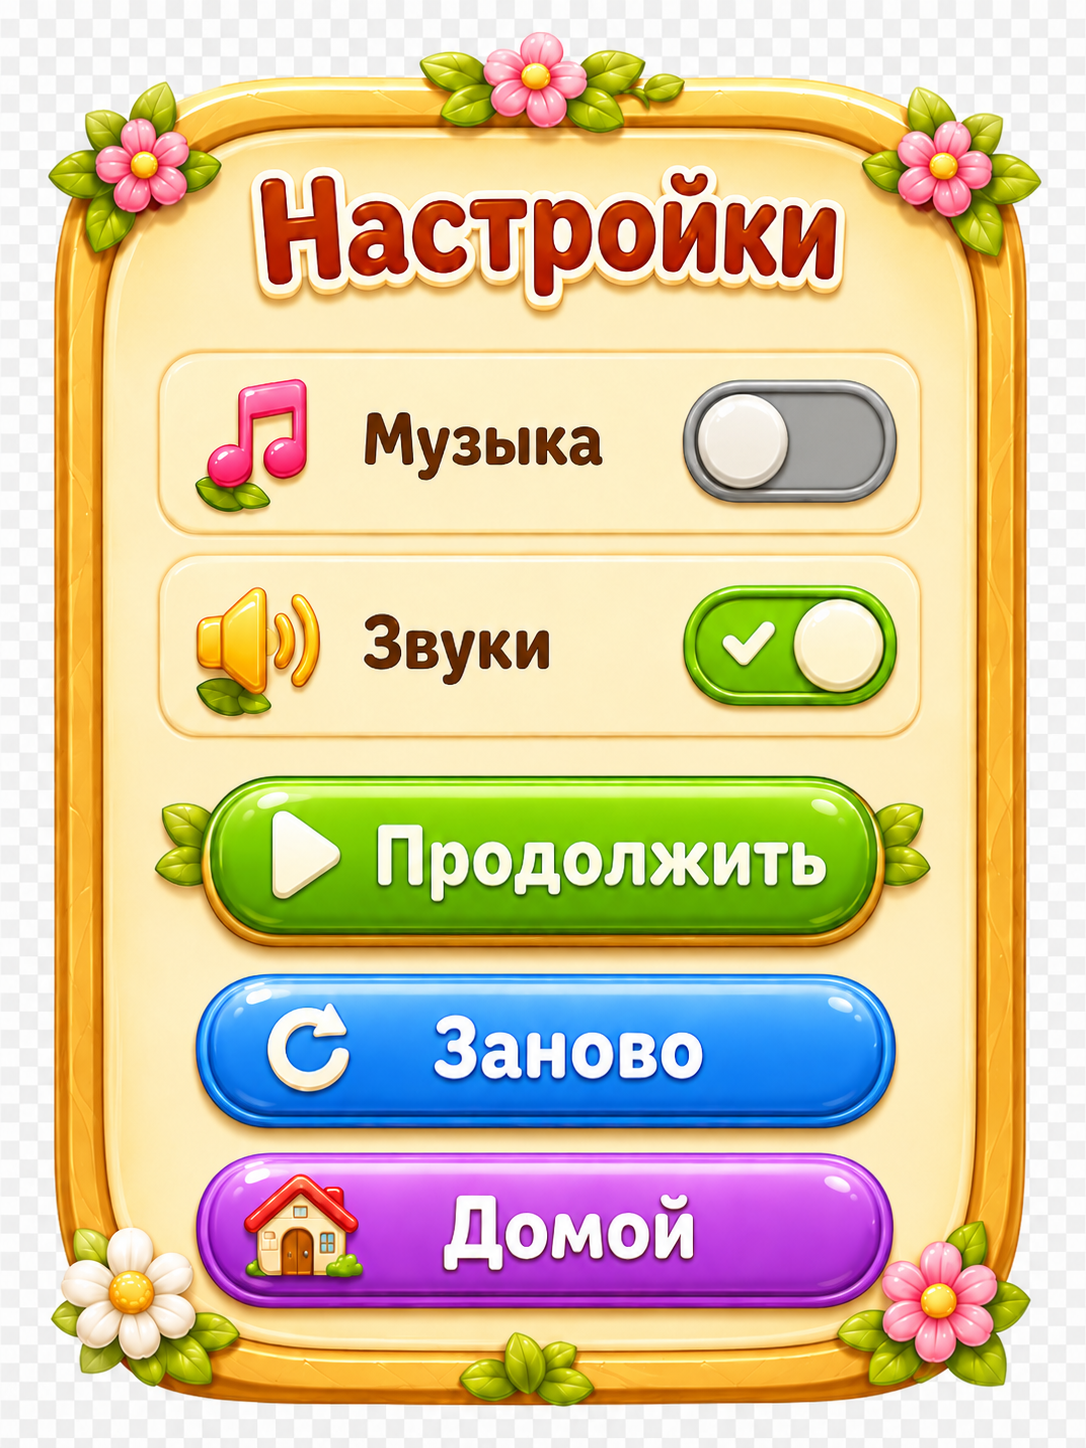 Настройки
Музыка
Звуки
Продолжить
Заново
Домой